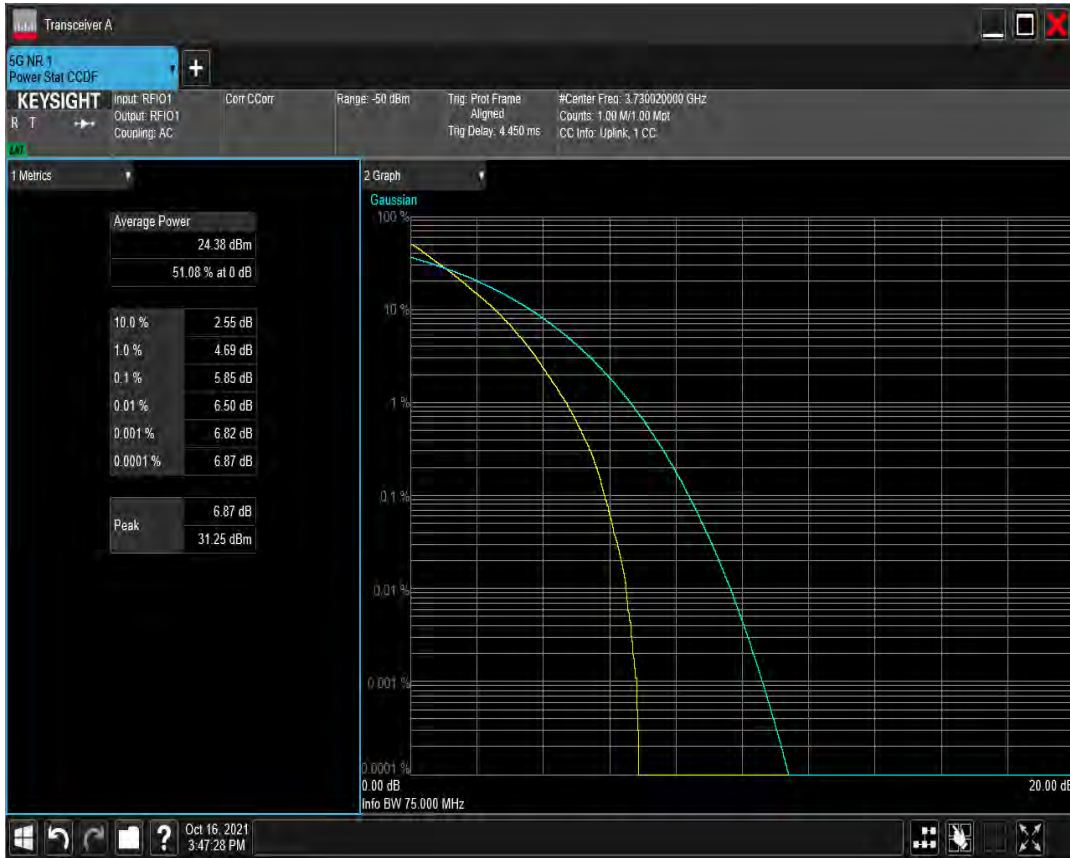 Transceiver A
5G NR 1
Power Stat CCDF
+
KEYSIGHT
R T
Input: RFIO1
Output: RFIO1
Coupling: AC
Corr CCorr
Range: -50 dBm
Trig: Prot Frame
Aligned
Trig Delay: 4.450 ms
#Center Freq: 3.730020000 GHz
Counts: 1.00 M/1.00 Mpt
CC Info: Uplink, 1 CC
1 Metrics
Average Power
24.38 dBm
51.08 % at 0 dB
10.0 % 2.55 dB
1.0 % 4.69 dB
0.1 % 5.85 dB
0.01 % 6.50 dB
0.001 % 6.82 dB
0.0001 % 6.87 dB
Peak
6.87 dB
31.25 dBm
2 Graph
Gaussian
100 %
10 %
1 %
0.1 %
0.01 %
0.001 %
0.0001 %
0.00 dB
20.00 dB
Info BW 75.000 MHz
?
Oct 16, 2021
3:47:28 PM